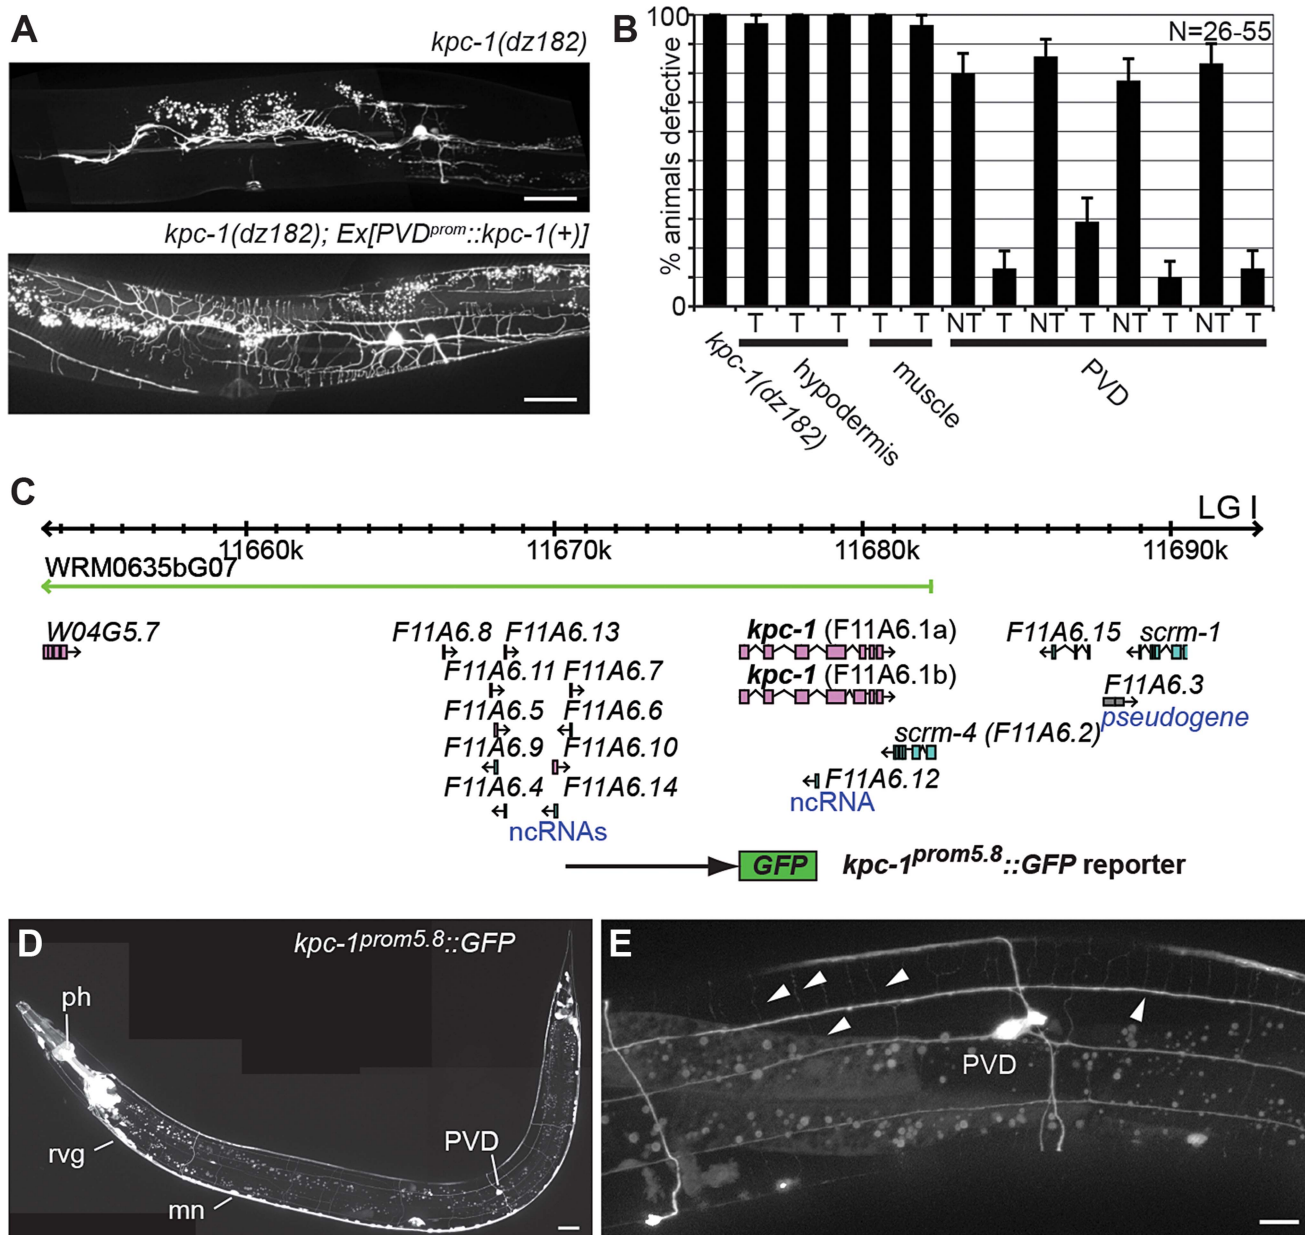 A
kpc-1(dz182)
kpc-1(dz182); Ex[PVDprom::kpc-1(+)]
B
100
N=26-55
% animals defective
0
T T T T T NT T NT T NT T NT T
kpc-1(dz182)
hypodermis
muscle
PVD
C
LG I
11660k 11670k 11680k 11690k
WRM0635bG07
W04G5.7 F11A6.8 F11A6.13 kpc-1 (F11A6.1a) F11A6.15 scrm-1
F11A6.11 F11A6.7 kpc-1 (F11A6.1b) F11A6.3
F11A6.5 F11A6.6 pseudogene
F11A6.9 F11A6.10 scrm-4 (F11A6.2)
F11A6.4 F11A6.14 F11A6.12
ncRNAs ncRNA
GFP kpc-1prom5.8::GFP reporter
D
kpc-1prom5.8::GFP
ph
rvg
mn
PVD
E
PVD